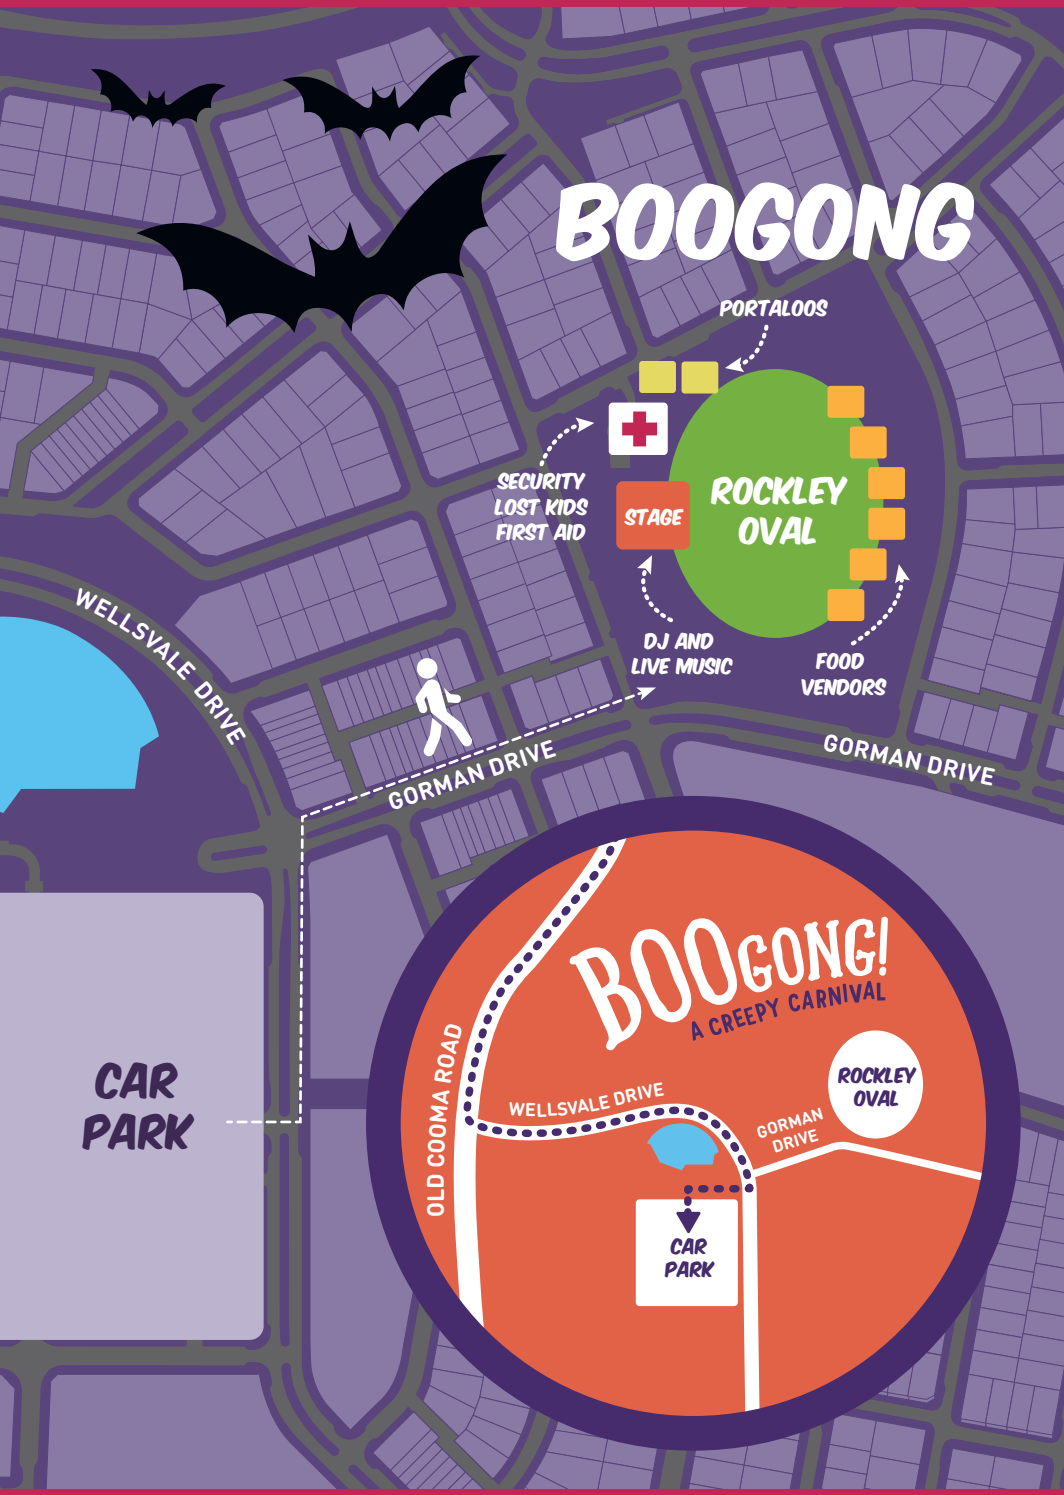 BOOGONG
PORTALOOS
SECURITY
LOST KIDS
FIRST AID
STAGE
ROCKLEY
OVAL
DJ AND
LIVE MUSIC
FOOD
VENDORS
WELLSVALE DRIVE
GORMAN DRIVE
GORMAN DRIVE
CAR
PARK
BOOGONG!
A CREEPY CARNIVAL
OLD COOMA ROAD
WELLSVALE DRIVE
GORMAN
DRIVE
ROCKLEY
OVAL
CAR
PARK